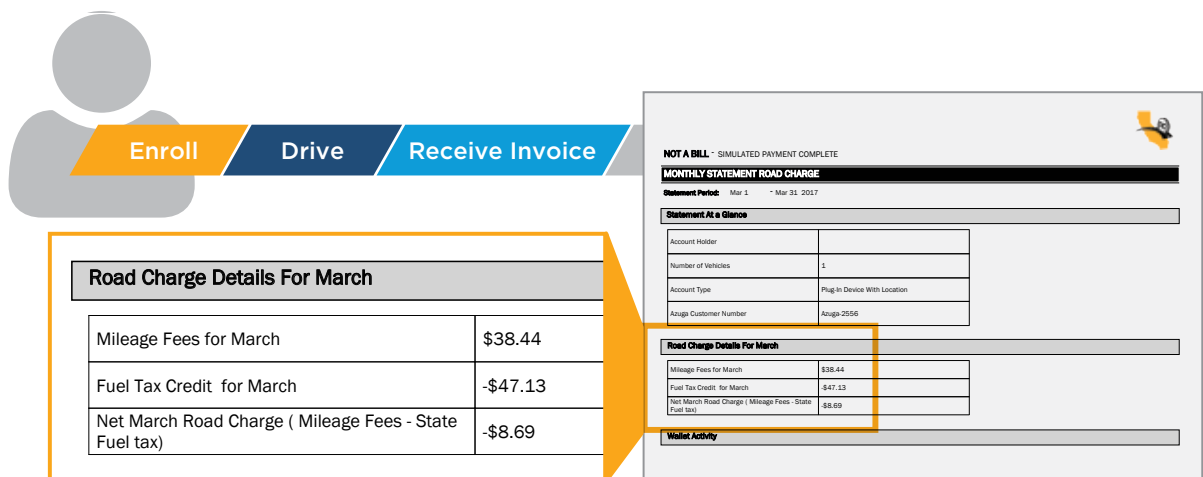 Enroll
Drive
Receive Invoice
Road Charge Details For March
Mileage Fees for March $38.44
Fuel Tax Credit for March -$47.13
Net March Road Charge ( Mileage Fees - State
Fuel tax) -$8.69
NOT A BILL - SIMULATED PAYMENT COMPLETE
MONTHLY STATEMENT ROAD CHARGE
Statement Period: Mar 1 - Mar 31 2017
Statement At a Glance
Account Holder
Number of Vehicles 1
Account Type Plug-In Device With Location
Azuga Customer Number Azuga-2556
Road Charge Details For March
Mileage Fees for March $38.44
Fuel Tax Credit for March -$47.13
Net March Road Charge ( Mileage Fees - State
Fuel tax) -$8.69
Wallet Activity